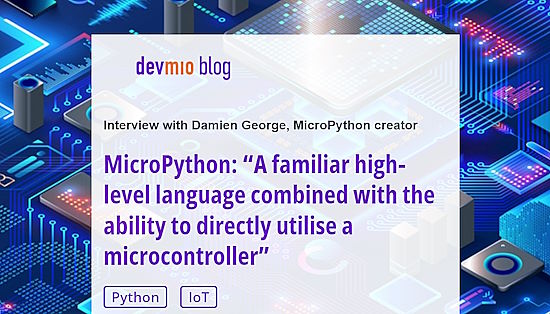 devmio blog
Interview with Damien George, MicroPython creator
MicroPython: “A familiar high-
level language combined with the
ability to directly utilise a
microcontroller”
Python IoT